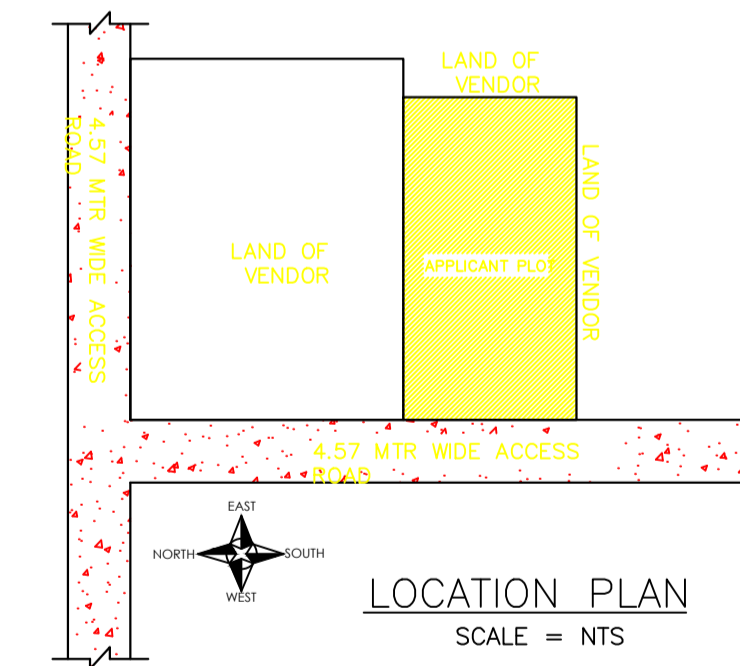 LAND OF
VENDOR
4.57 MTR WIDE ACCESS
ROAD
LAND OF VENDOR
LAND OF
VENDOR
APPLICANT PLOT
4.57 MTR WIDE ACCESS
ROAD
EAST
NORTH
SOUTH
WEST
LOCATION PLAN
SCALE = NTS